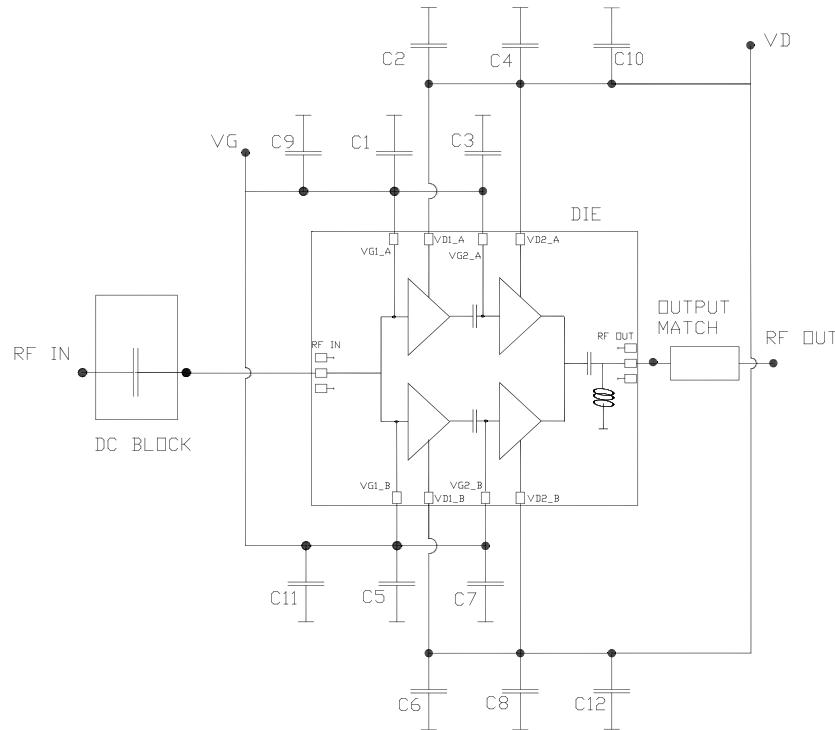 C2
C4
C10
VD
VG
C9
C1
C3
DIE
VG1_A
VD1_A
VG2_A
VD2_A
OUTPUT
MATCH
RF IN
RF IN
RF OUT
RF OUT
DC BLOCK
VG1_B
VD1_B
VG2_B
VD2_B
C11
C5
C7
C6
C8
C12